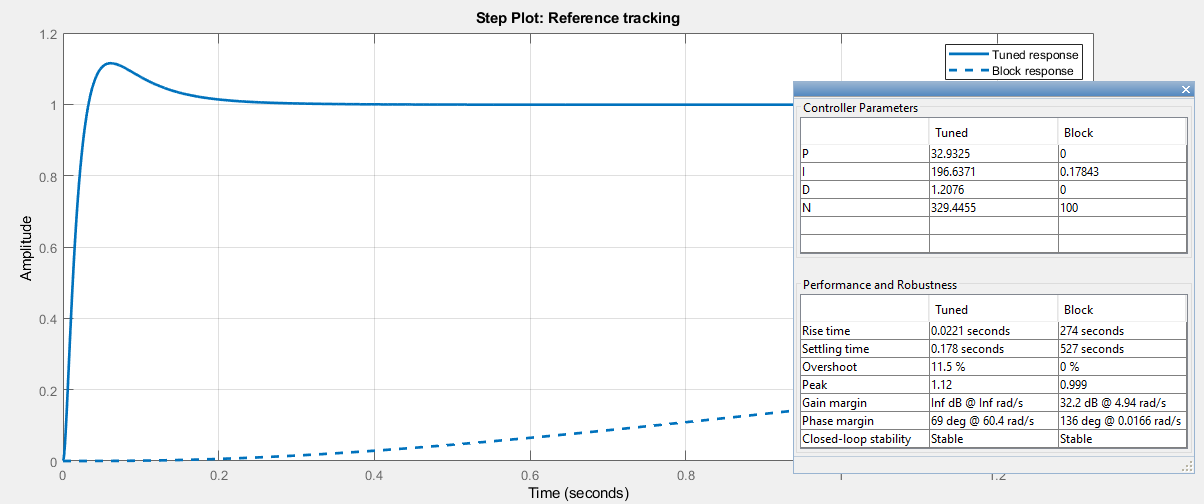 Step Plot: Reference tracking
1.2
1
0.8
0.6
0.4
0.2
0
Amplitude
0
0.2
0.4
0.6
0.8
1
1.2
Time (seconds)
Tuned response
Block response
Controller Parameters
Tuned Block
P 32.9325 0
I 196.6371 0.17843
D 1.2076 0
N 329.4455 100
Performance and Robustness
Tuned Block
Rise time 0.0221 seconds 274 seconds
Settling time 0.178 seconds 527 seconds
Overshoot 11.5 % 0 %
Peak 1.12 0.999
Gain margin Inf dB @ Inf rad/s 32.2 dB @ 4.94 rad/s
Phase margin 69 deg @ 60.4 rad/s 136 deg @ 0.0166 rad/s
Closed-loop stability Stable Stable